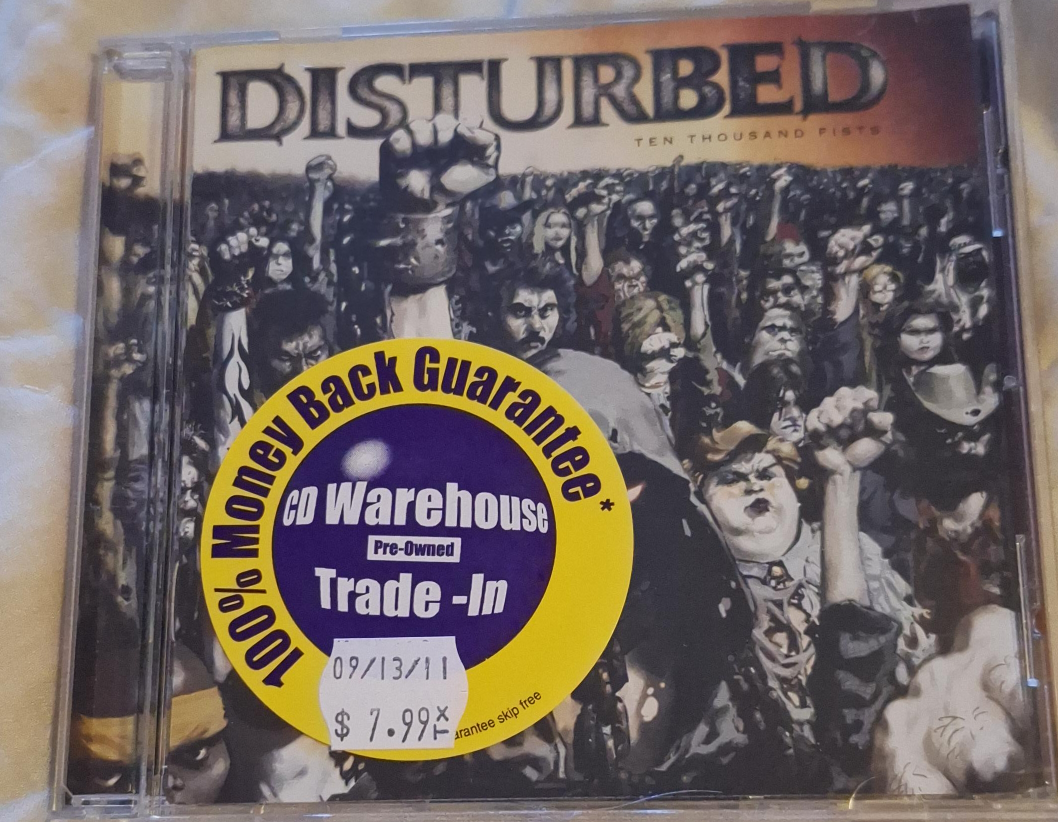 DISTURBED
TEN THOUSAND FISTS
100% Money Back Guarantee*
CD Warehouse
Pre-Owned
Trade -In
09/13/11
$ 7.99
skip free